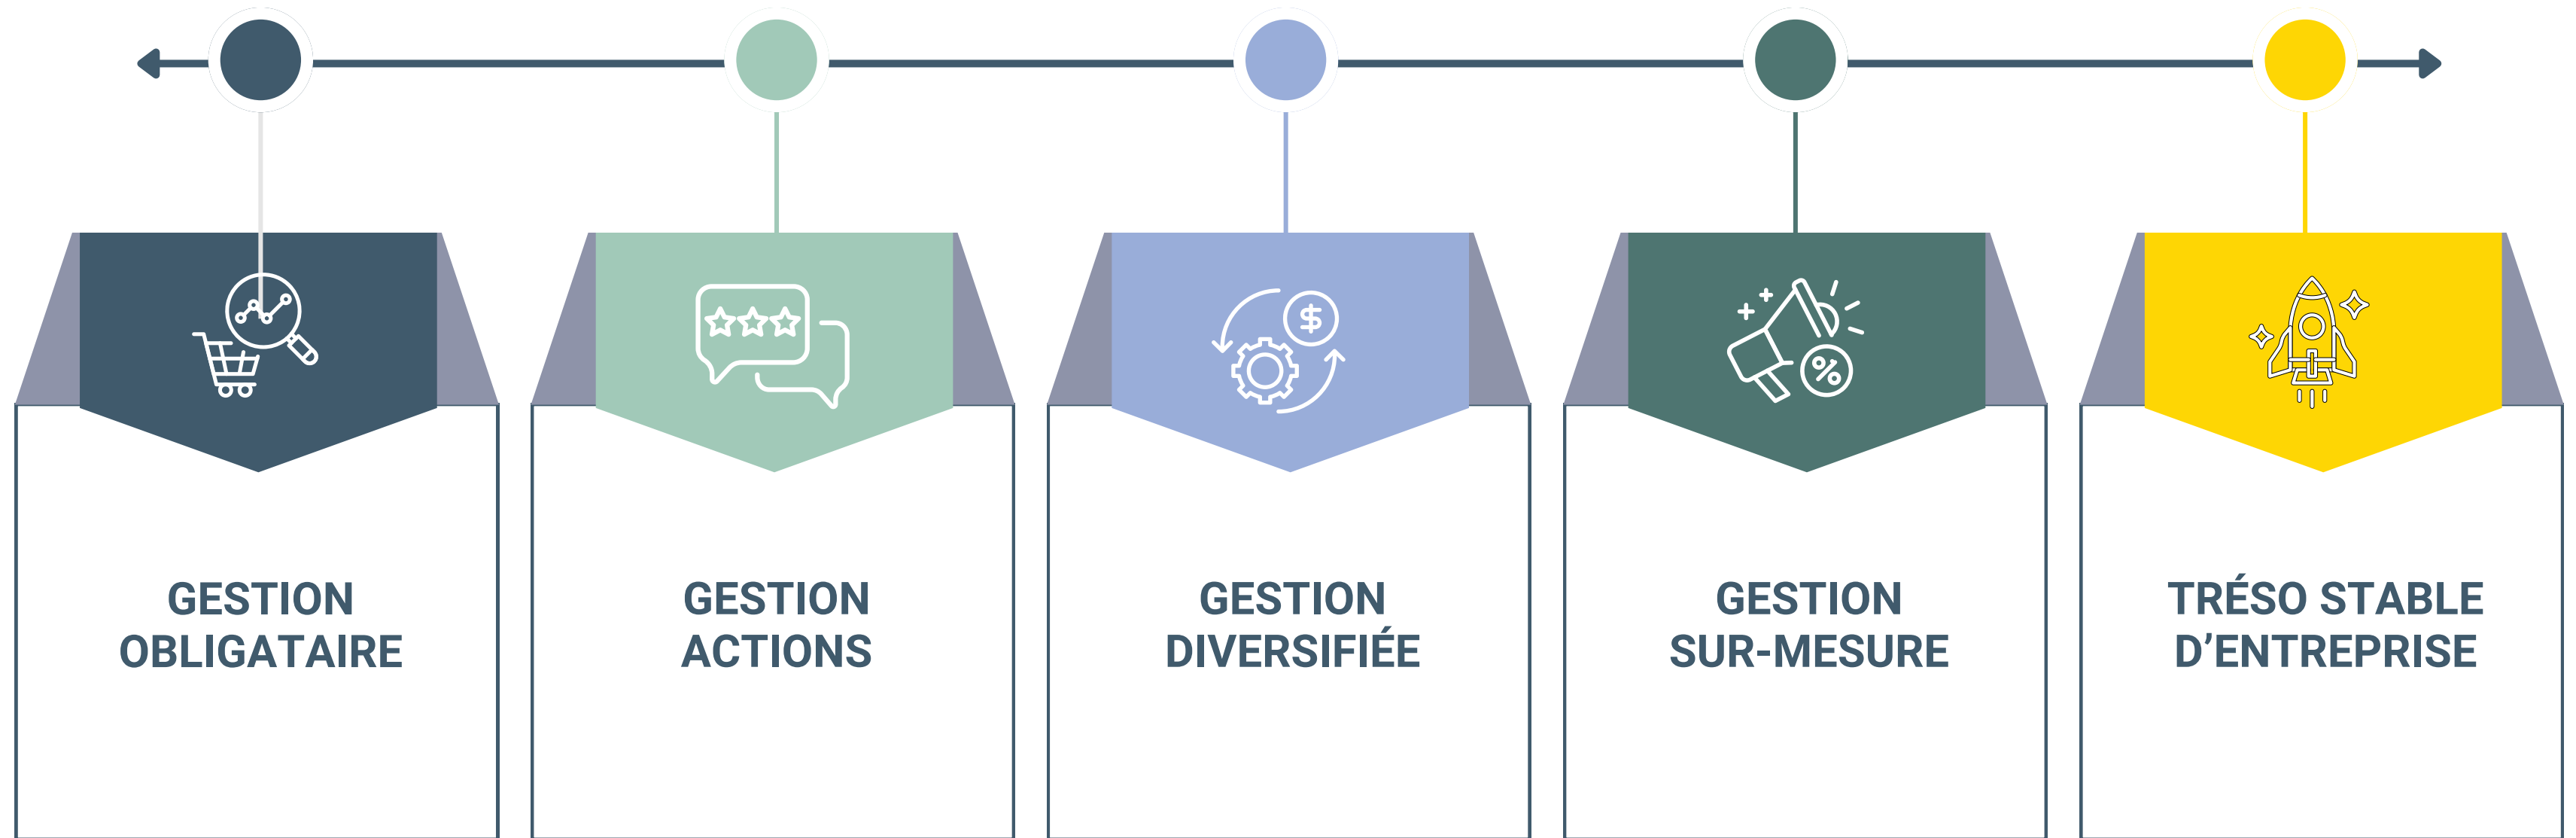 GESTION
OBLIGATAIRE
GESTION
ACTIONS
GESTION
DIVERSIFIÉE
GESTION
SUR-MESURE
TRÉSO STABLE
D’ENTREPRISE